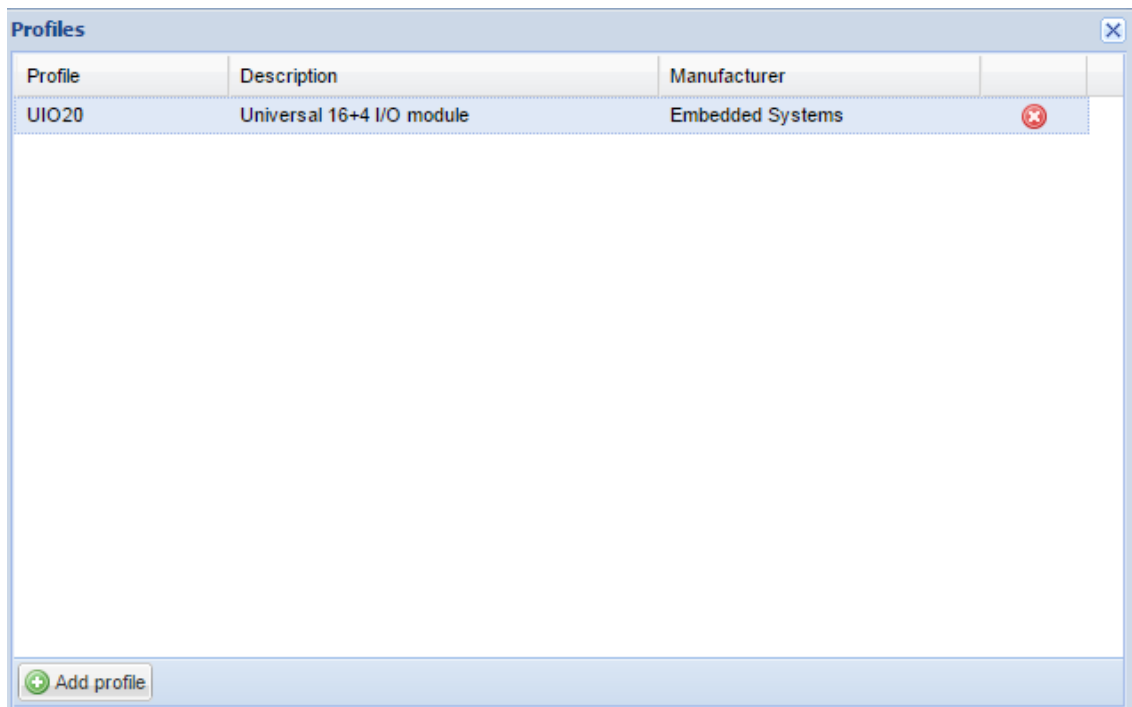 Profiles
Profile Description Manufacturer
UIO20 Universal 16+4 I/O module Embedded Systems
Add profile